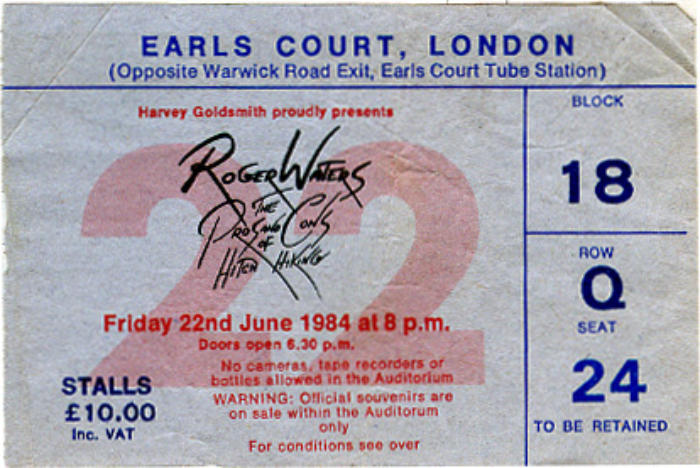 EARLS COURT, LONDON
(Opposite Warwick Road Exit, Earls Court Tube Station)
Harvey Goldsmith proudly presents
22
ROGER WATERS
THE
PROS AND CONS
OF
HITCH HIKING
Friday 22nd June 1984 at 8 p.m.
Doors open 6.30 p.m.
No cameras, tape recorders or
bottles allowed in the Auditorium
WARNING: Official souvenirs are
on sale within the Auditorum
only
For conditions see over
STALLS
£10.00
Inc. VAT
BLOCK
18
ROW
Q
SEAT
24
TO BE RETAINED